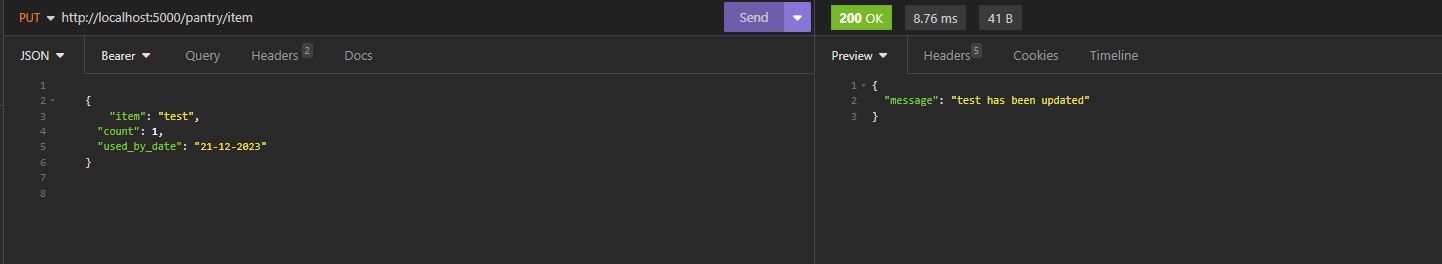 PUT http://localhost:5000/pantry/item Send
200 OK 8.76 ms 41 B
JSON Bearer Query Headers 2 Docs
Preview Headers 5 Cookies Timeline
1
2 {
3 "item": "test",
4 "count": 1,
5 "used_by_date": "21-12-2023"
6 }
7
8
1 {
2 "message": "test has been updated"
3 }